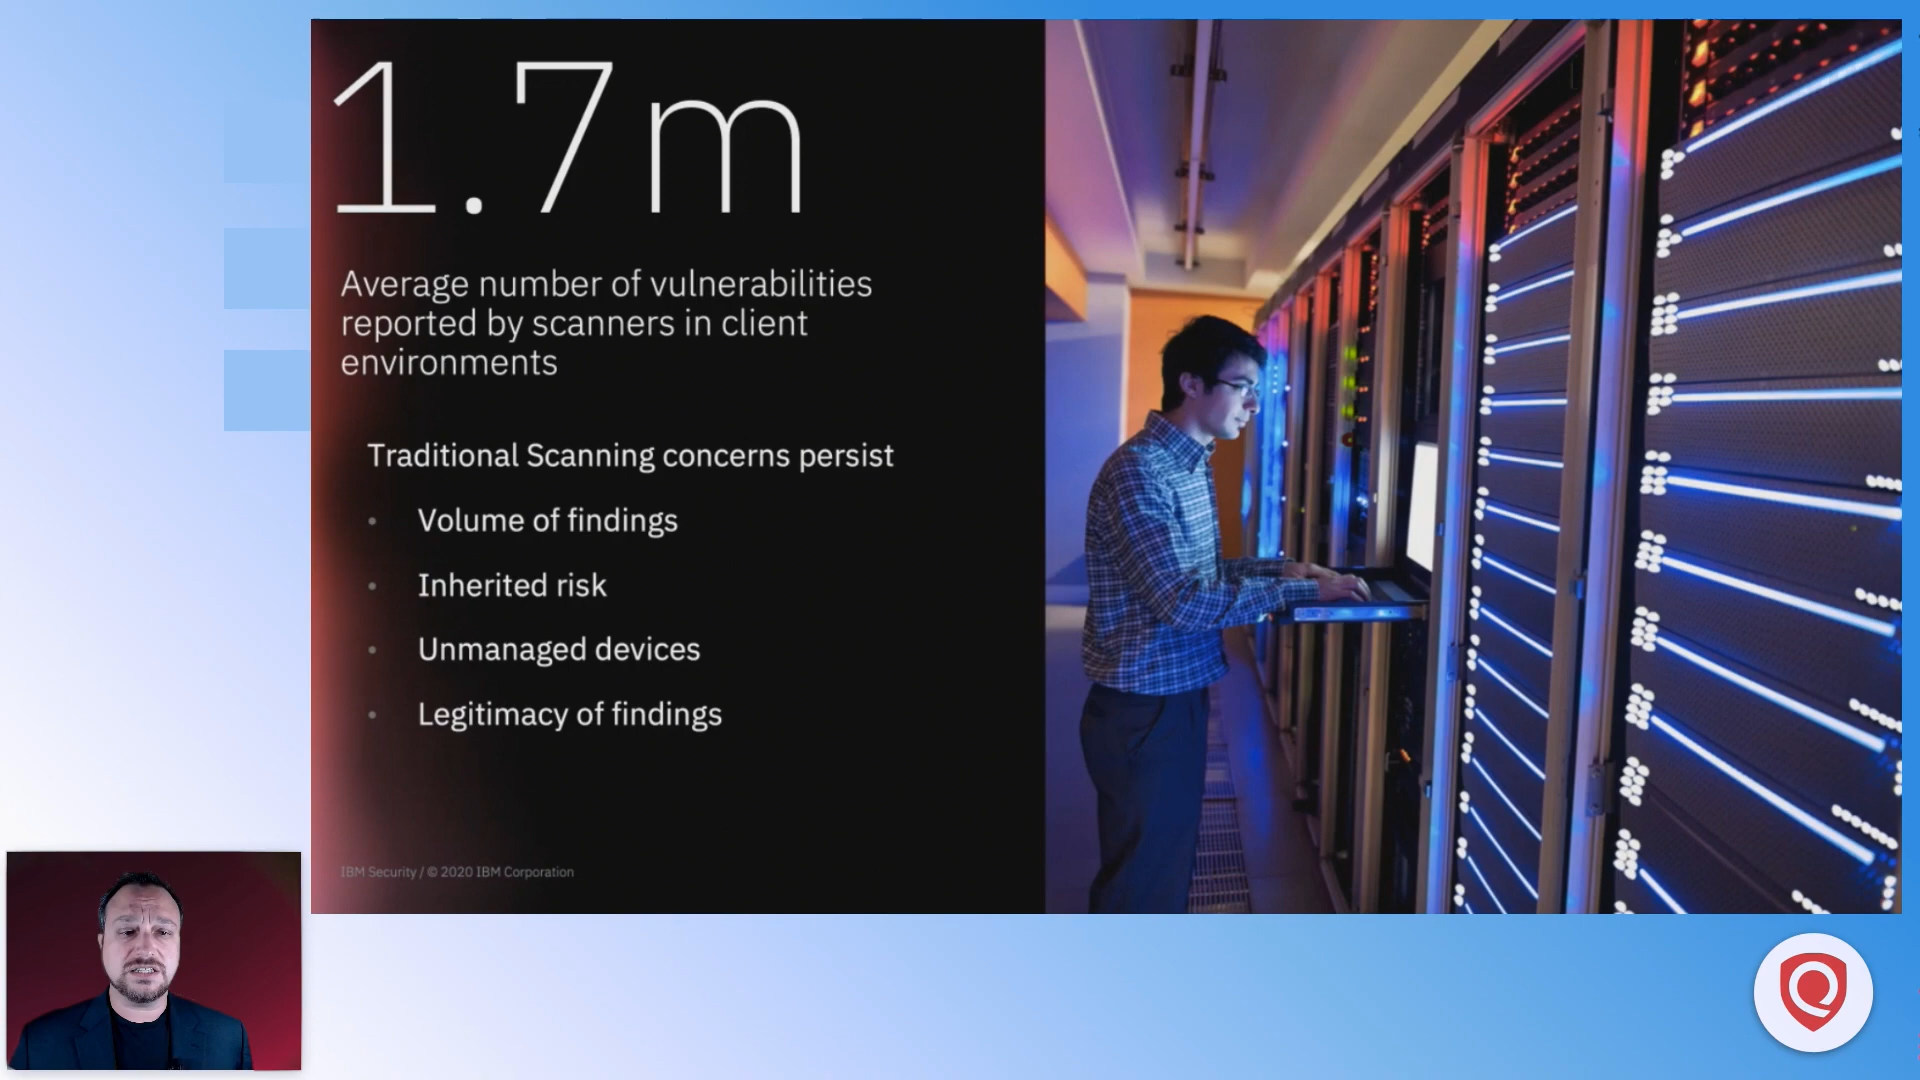 1.7m
Average number of vulnerabilities
reported by scanners in client
environments
Traditional Scanning concerns persist
• Volume of findings
• Inherited risk
• Unmanaged devices
• Legitimacy of findings
IBM Security / © 2020 IBM Corporation